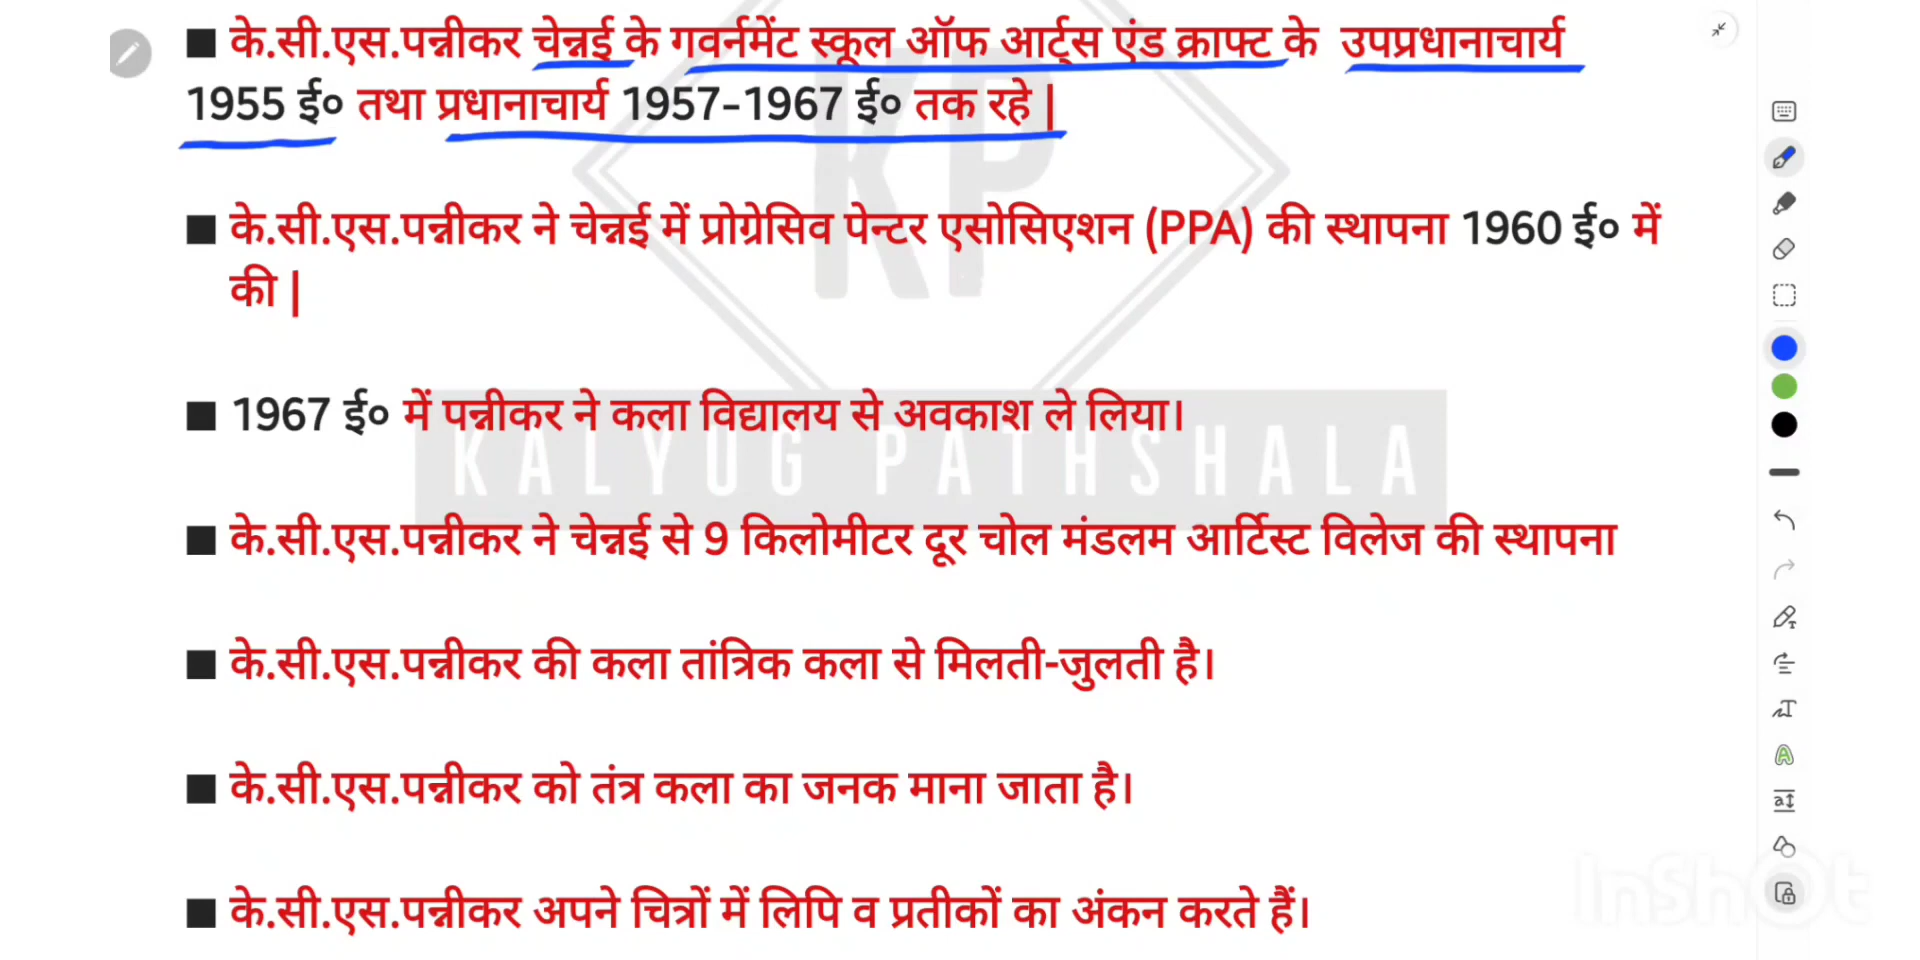 ■ के.सी.एस.पन्नीकर चेन्नई के गवर्नमेंट स्कूल ऑफ आर्ट्स एंड क्राफ्ट के उपप्रधानाचार्य
1955 ई० तथा प्रधानाचार्य 1957-1967 ई० तक रहे |
■ के.सी.एस.पन्नीकर ने चेन्नई में प्रोग्रेसिव पेन्टर एसोसिएशन (PPA) की स्थापना 1960 ई० में
की |
■ 1967 ई० में पन्नीकर ने कला विद्यालय से अवकाश ले लिया।
KP
KALYUG PATHSHALA
■ के.सी.एस.पन्नीकर ने चेन्नई से 9 किलोमीटर दूर चोल मंडलम आर्टिस्ट विलेज की स्थापना
■ के.सी.एस.पन्नीकर की कला तांत्रिक कला से मिलती-जुलती है।
■ के.सी.एस.पन्नीकर को तंत्र कला का जनक माना जाता है।
■ के.सी.एस.पन्नीकर अपने चित्रों में लिपि व प्रतीकों का अंकन करते हैं।
InShOt